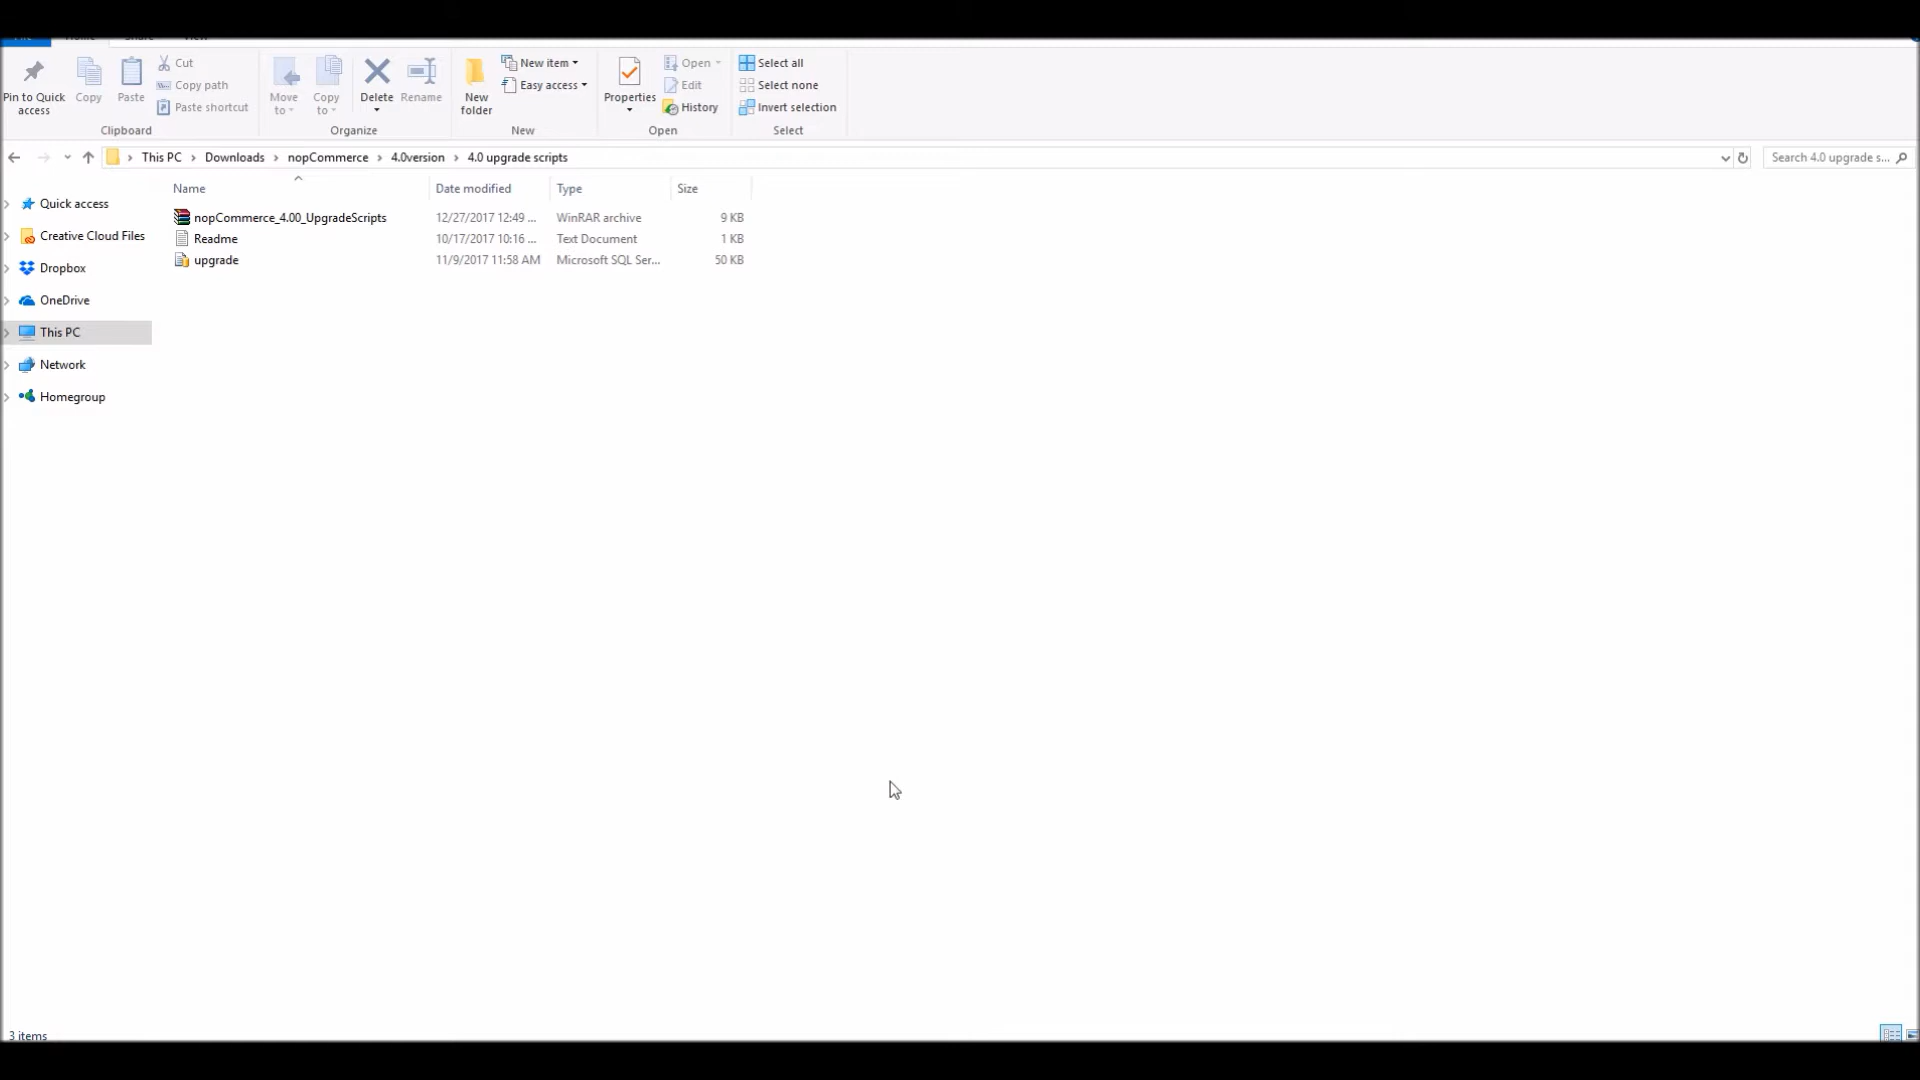 File Home Share View
Cut
Copy path
Paste shortcut
Pin to Quick access
Copy
Paste
Clipboard
Move to
Copy to
Delete
Rename
Organize
New folder
New item
Easy access
New
Properties
Open
Edit
History
Open
Select all
Select none
Invert selection
Select
This PC > Downloads > nopCommerce > 4.0version > 4.0 upgrade scripts
Search 4.0 upgrade s...
Name Date modified Type Size
nopCommerce_4.00_UpgradeScripts 12/27/2017 12:49 ... WinRAR archive 9 KB
Readme 10/17/2017 10:16 ... Text Document 1 KB
upgrade 11/9/2017 11:58 AM Microsoft SQL Ser... 50 KB
Quick access
Creative Cloud Files
Dropbox
OneDrive
This PC
Network
Homegroup
3 items